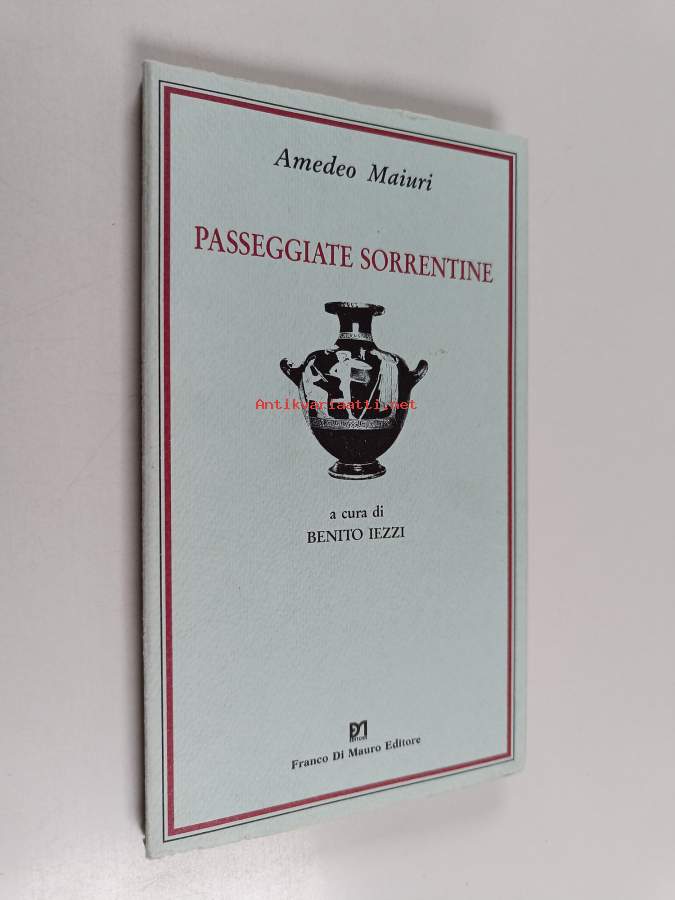 Amedeo Maiuri
PASSEGGIATE SORRENTINE
Antikvariaatti.net
a cura di
BENITO IEZZI
Franco Di Mauro Editore